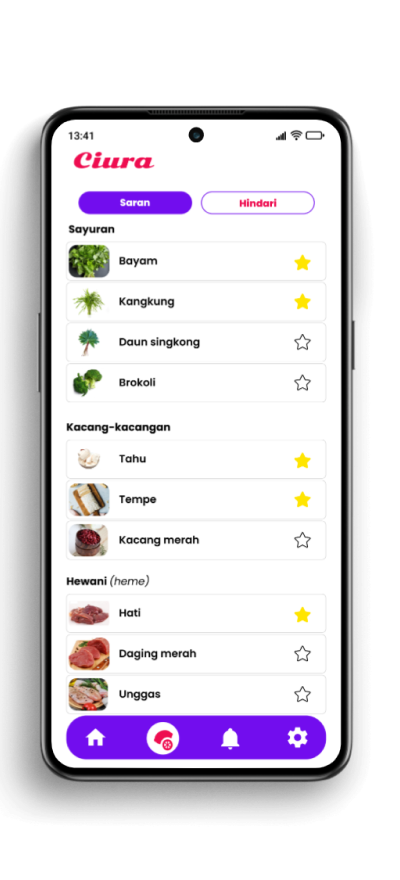 13:41
Ciura
Saran
Hindari
Sayuran
Bayam
Kangkung
Daun singkong
Brokoli
Kacang-kacangan
Tahu
Tempe
Kacang merah
Hewani (heme)
Hati
Daging merah
Unggas